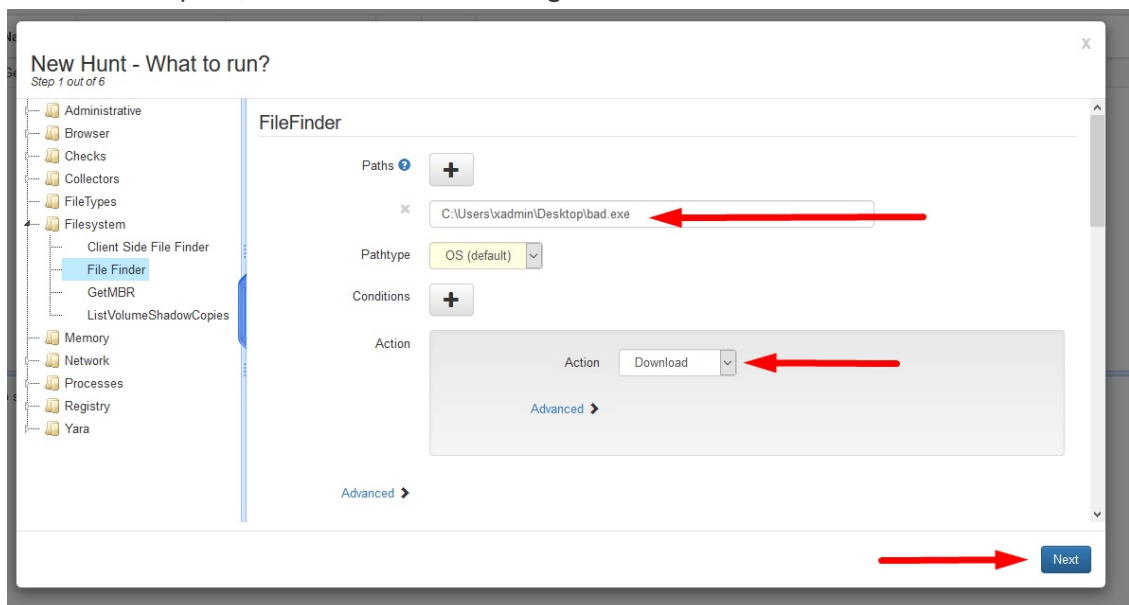 New Hunt - What to run?
X
Step 1 out of 6
Administrative
Browser
Checks
Collectors
FileTypes
Filesystem
Client Side File Finder
File Finder
GetMBR
ListVolumeShadowCopies
Memory
Network
Processes
Registry
Yara
FileFinder
Paths
C:\Users\xadmin\Desktop\bad.exe
Pathtype OS (default)
Conditions
Action
Action Download
Advanced
Advanced
Next